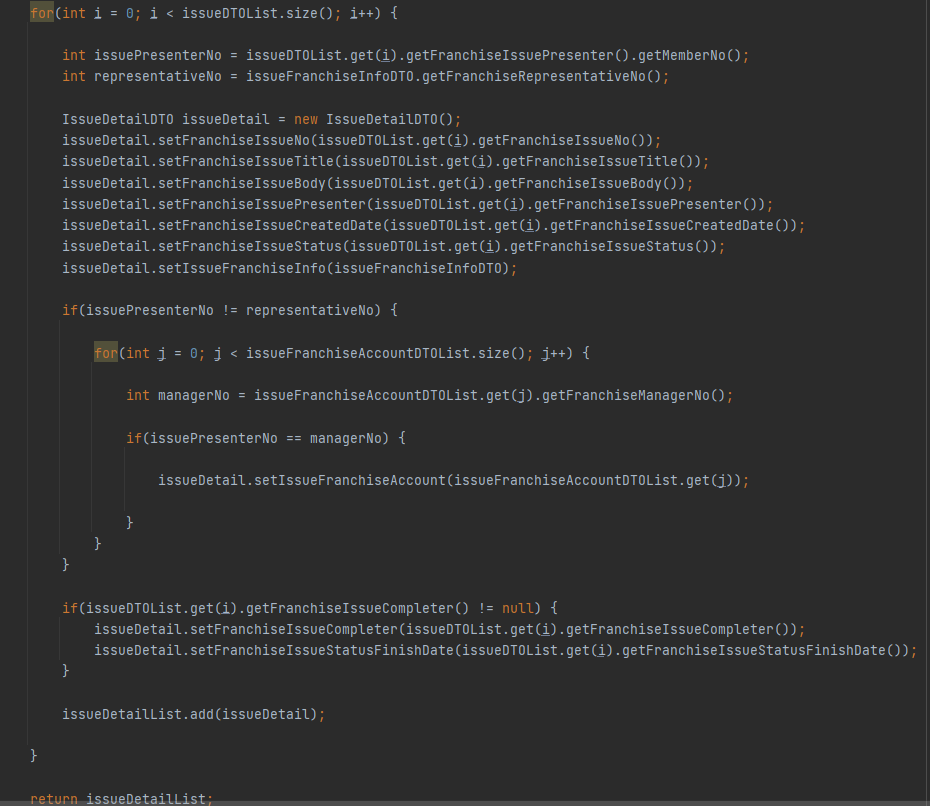 for(int i = 0; i < issueDTOList.size(); i++) {
int issuePresenterNo = issueDTOList.get(i).getFranchiseIssuePresenter().getMemberNo();
int representativeNo = issueFranchiseInfoDTO.getFranchiseRepresentativeNo();
IssueDetailDTO issueDetail = new IssueDetailDTO();
issueDetail.setFranchiseIssueNo(issueDTOList.get(i).getFranchiseIssueNo());
issueDetail.setFranchiseIssueTitle(issueDTOList.get(i).getFranchiseIssueTitle());
issueDetail.setFranchiseIssueBody(issueDTOList.get(i).getFranchiseIssueBody());
issueDetail.setFranchiseIssuePresenter(issueDTOList.get(i).getFranchiseIssuePresenter());
issueDetail.setFranchiseIssueCreatedDate(issueDTOList.get(i).getFranchiseIssueCreatedDate());
issueDetail.setFranchiseIssueStatus(issueDTOList.get(i).getFranchiseIssueStatus());
issueDetail.setIssueFranchiseInfo(issueFranchiseInfoDTO);
if(issuePresenterNo != representativeNo) {
for(int j = 0; j < issueFranchiseAccountDTOList.size(); j++) {
int managerNo = issueFranchiseAccountDTOList.get(j).getFranchiseManagerNo();
if(issuePresenterNo == managerNo) {
issueDetail.setIssueFranchiseAccount(issueFranchiseAccountDTOList.get(j));
}
}
}
if(issueDTOList.get(i).getFranchiseIssueCompleter() != null) {
issueDetail.setFranchiseIssueCompleter(issueDTOList.get(i).getFranchiseIssueCompleter());
issueDetail.setFranchiseIssueStatusFinishDate(issueDTOList.get(i).getFranchiseIssueStatusFinishDate());
}
issueDetailList.add(issueDetail);
}
return issueDetailList;